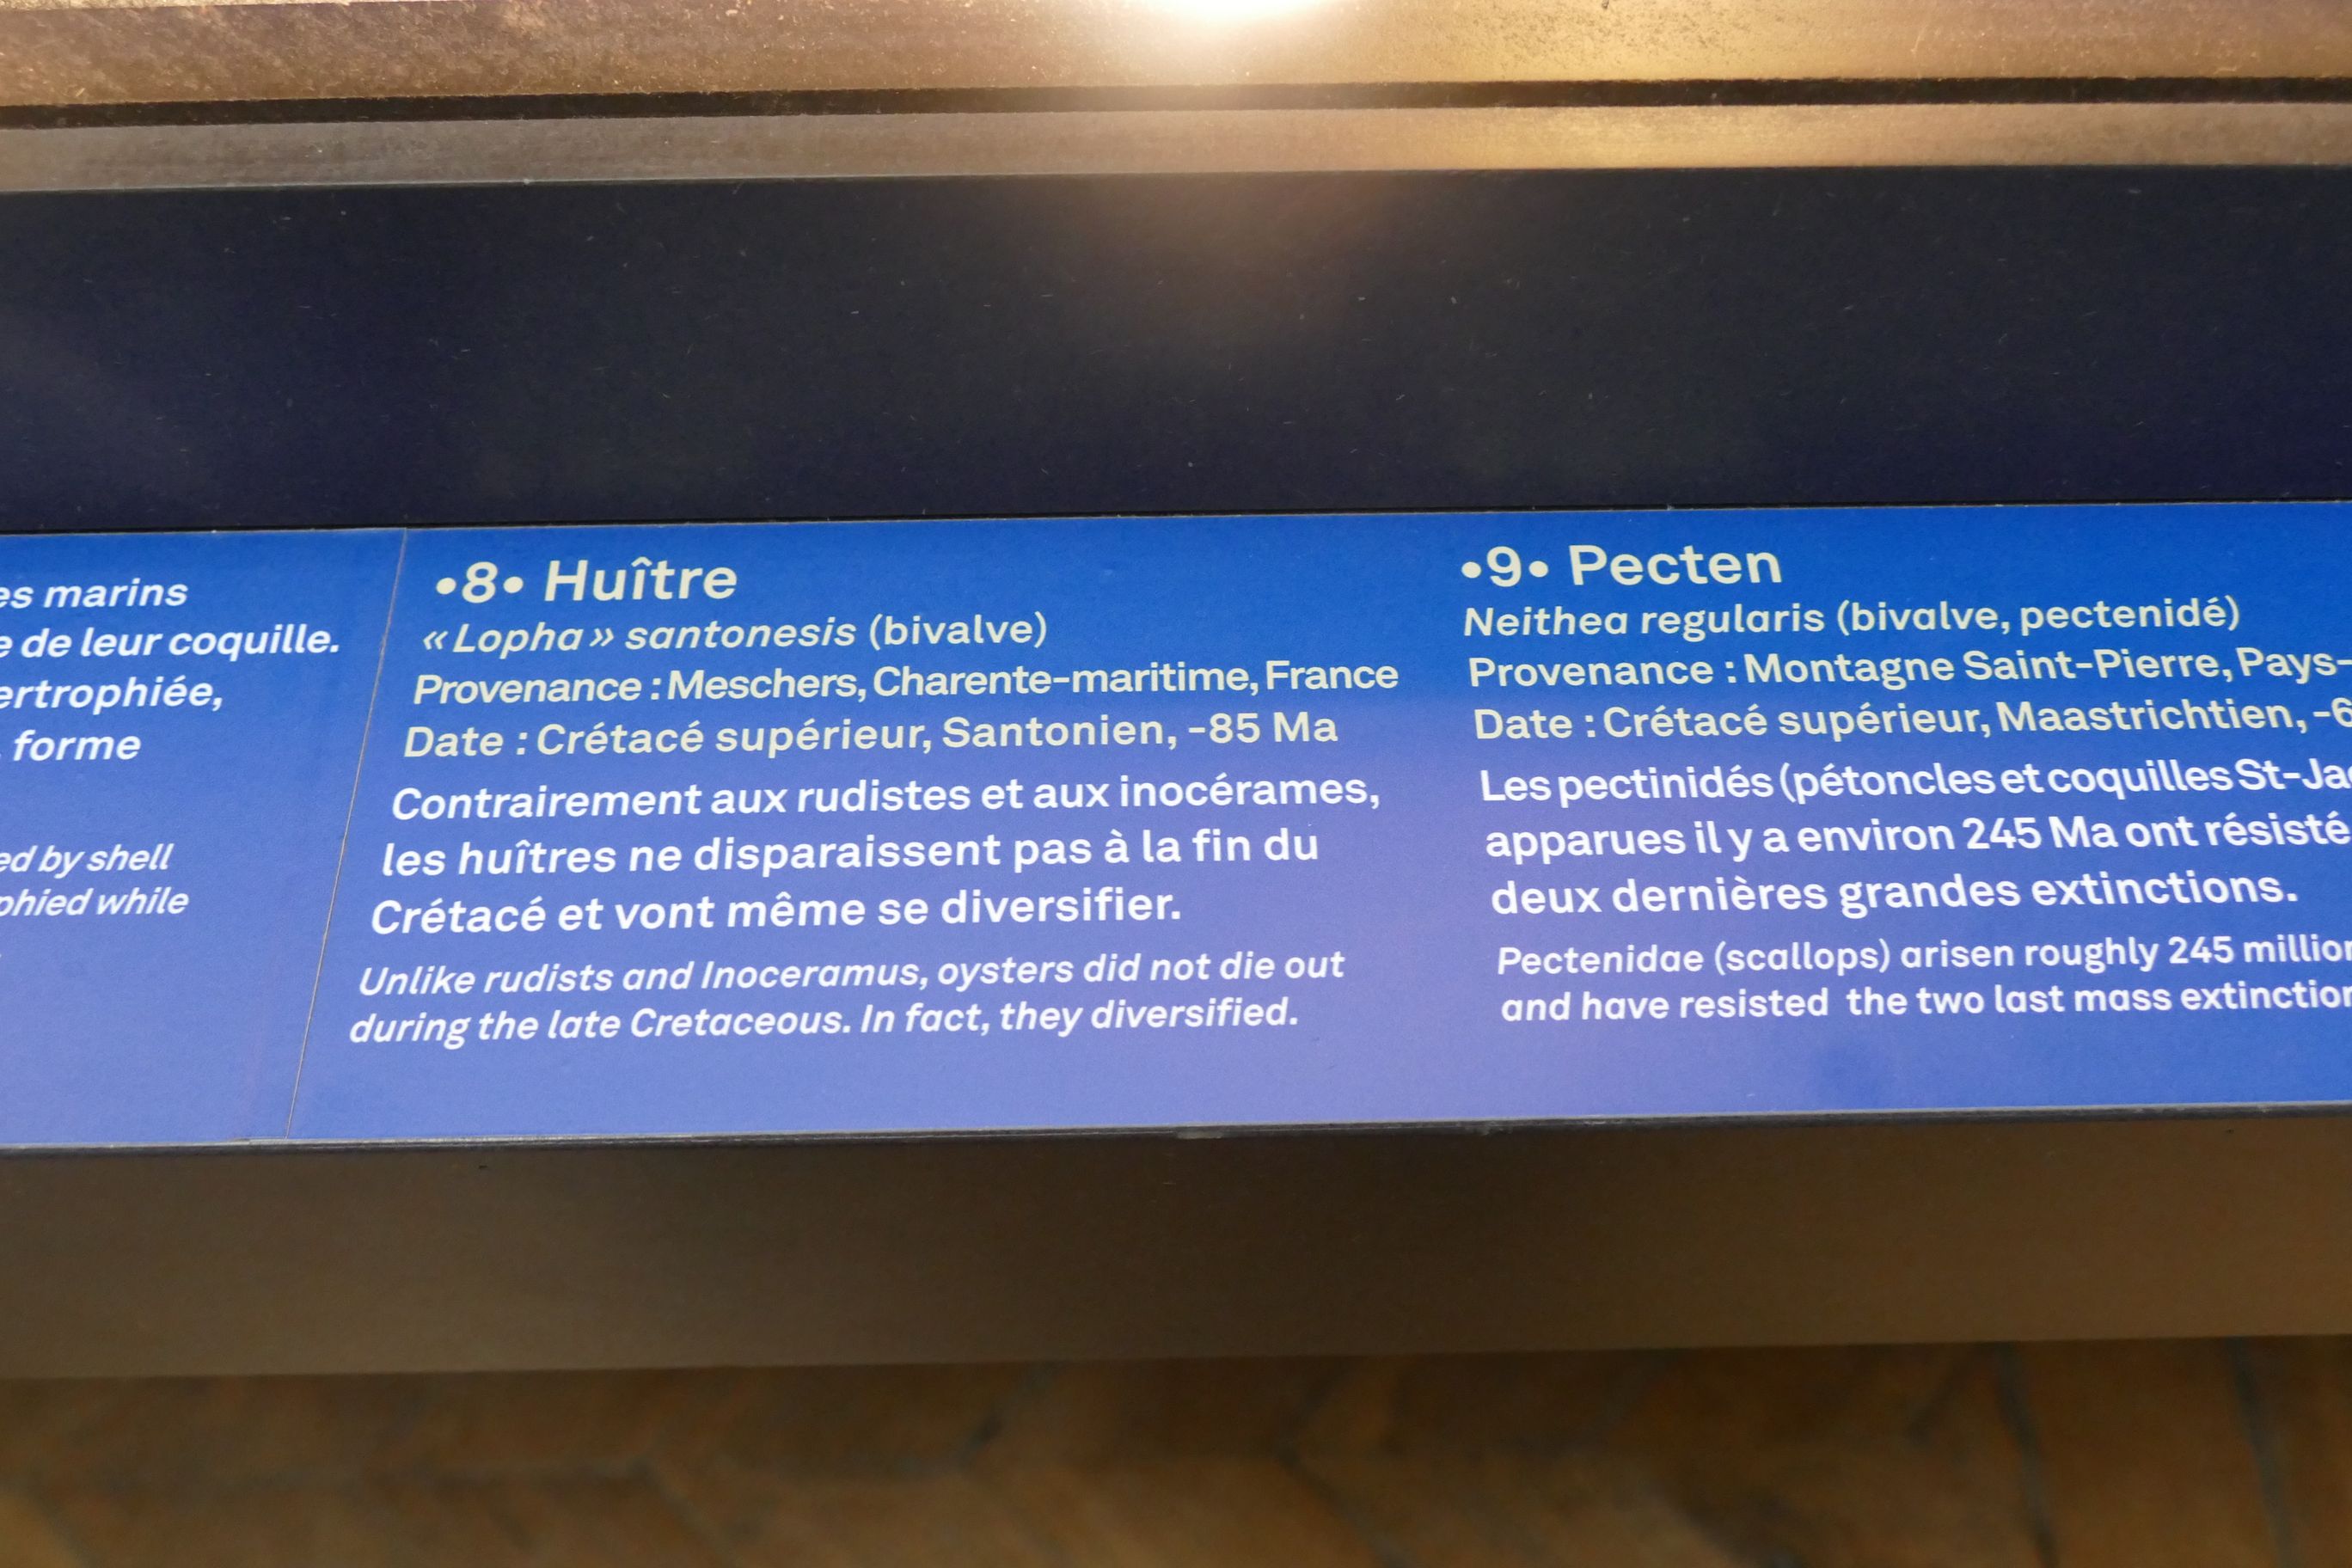 es marins
e de leur coquille.
ertrophiée,
forme
ed by shell
phied while
•8• Huître
« Lopha » santonesis (bivalve)
Provenance : Meschers, Charente-maritime, France
Date : Crétacé supérieur, Santonien, -85 Ma
Contrairement aux rudistes et aux inocérames,
les huîtres ne disparaissent pas à la fin du
Crétacé et vont même se diversifier.
Unlike rudists and Inoceramus, oysters did not die out
during the late Cretaceous. In fact, they diversified.
•9• Pecten
Neithea regularis (bivalve, pectenidé)
Provenance : Montagne Saint-Pierre, Pays-
Date : Crétacé supérieur, Maastrichtien, -6
Les pectinidés (pétoncles et coquilles St-Jac
apparues il y a environ 245 Ma ont résisté
deux dernières grandes extinctions.
Pectenidae (scallops) arisen roughly 245 million
and have resisted the two last mass extinction